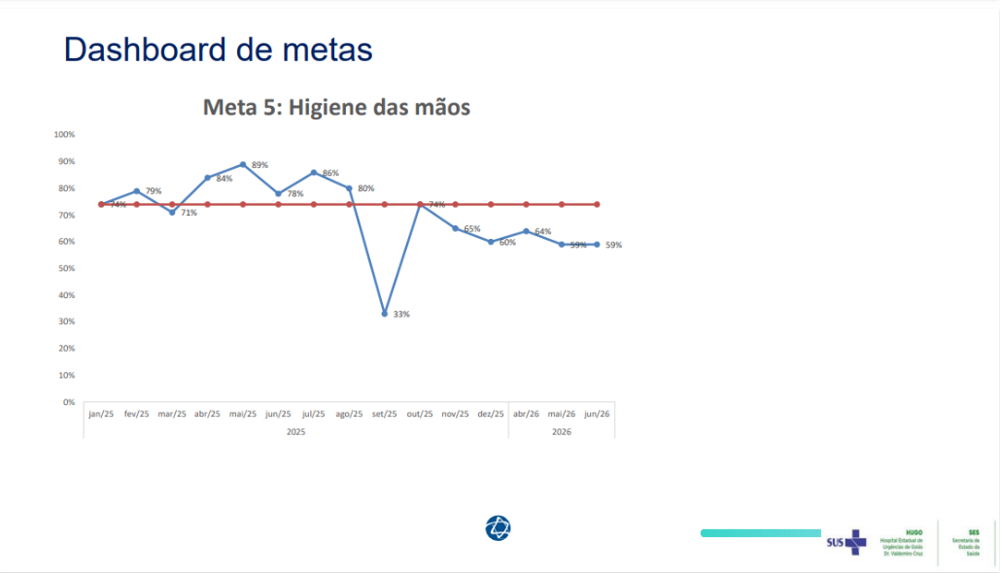 Dashboard de metas
Meta 5: Higiene das mãos
100%
90%
80%
70%
60%
50%
40%
30%
20%
10%
0%
74%
79%
71%
84%
89%
78%
86%
80%
33%
74%
65%
60%
64%
59%
59%
jan/25 fev/25 mar/25 abr/25 mai/25 jun/25 jul/25 ago/25 set/25 out/25 nov/25 dez/25 abr/26 mai/26 jun/26
2025 2026
SUS
HUGO
Hospital Estadual de
Urgências de Goiás
Dr. Valdemiro Cruz
SES
Secretaria de
Estado da
Saúde